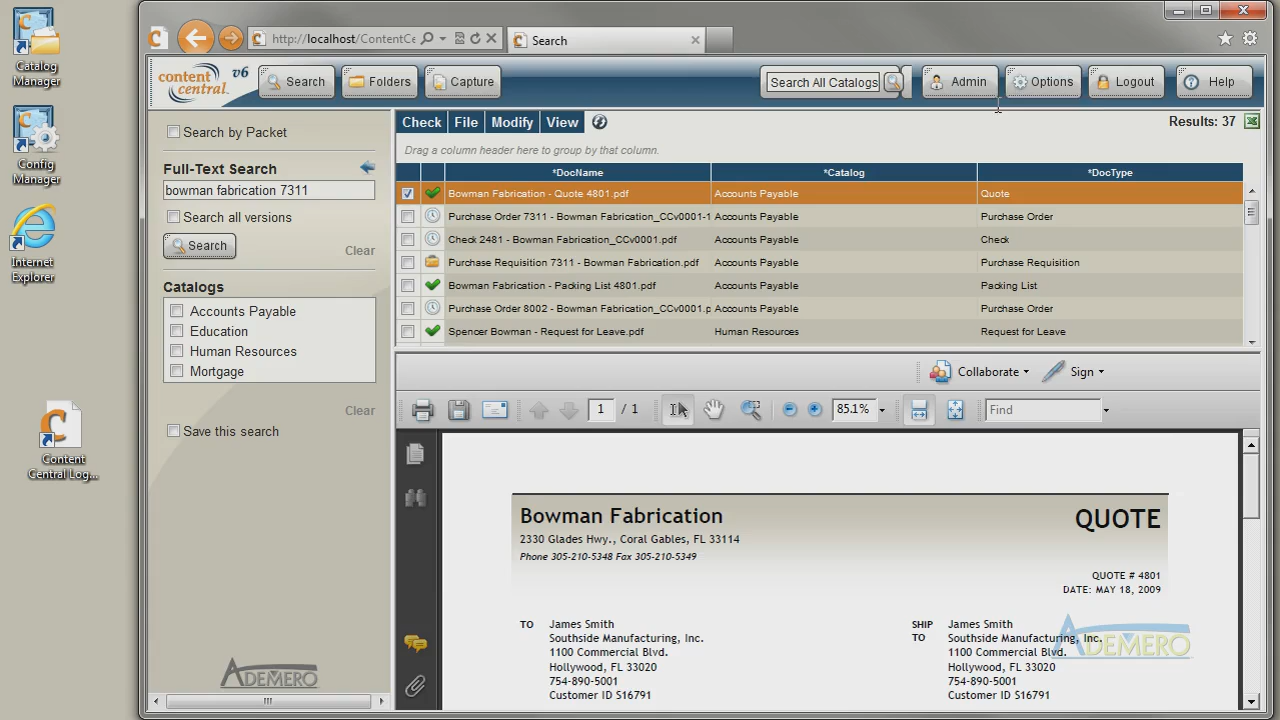 Catalog
Manager
Config
Manager
Internet
Explorer
Content
Central Log...
http://localhost/ContentCe
Search
content
central
v6
Search
Folders
Capture
Search All Catalogs
Admin
Options
Logout
Help
Search by Packet
Full-Text Search
bowman fabrication 7311
Search all versions
Search
Clear
Catalogs
Accounts Payable
Education
Human Resources
Mortgage
Clear
Save this search
ADEMERO
Check File Modify View
Results: 37
Drag a column header here to group by that column.
*DocName *Catalog *DocType
Bowman Fabrication - Quote 4801.pdf Accounts Payable Quote
Purchase Order 7311 - Bowman Fabrication_CCv0001-1 Accounts Payable Purchase Order
Check 2481 - Bowman Fabrication_CCv0001.pdf Accounts Payable Check
Purchase Requisition 7311 - Bowman Fabrication.pdf Accounts Payable Purchase Requisition
Bowman Fabrication - Packing List 4801.pdf Accounts Payable Packing List
Purchase Order 8002 - Bowman Fabrication_CCv0001.p Accounts Payable Purchase Order
Spencer Bowman - Request for Leave.pdf Human Resources Request for Leave
Collaborate Sign
1 / 1 85.1% Find
Bowman Fabrication
QUOTE
2330 Glades Hwy., Coral Gables, FL 33114
Phone 305-210-5348 Fax 305-210-5349
QUOTE # 4801
DATE: MAY 18, 2009
TO James Smith
Southside Manufacturing, Inc.
1100 Commercial Blvd.
Hollywood, FL 33020
754-890-5001
Customer ID S16791
SHIP James Smith
TO Southside Manufacturing, Inc.
1100 Commercial Blvd.
Hollywood, FL 33020
754-890-5001
Customer ID S16791
ADEMERO